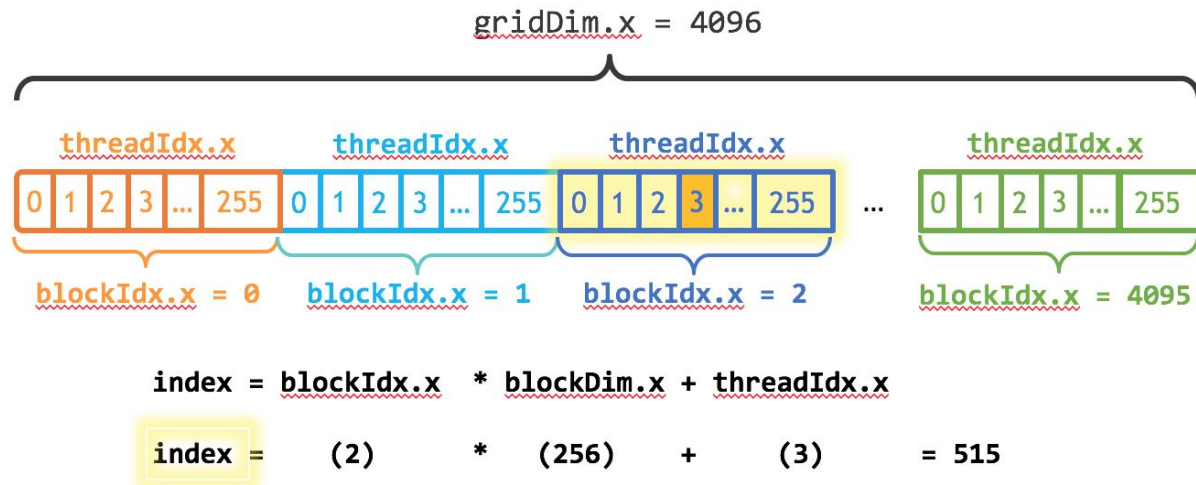 gridDim.x = 4096
threadIdx.x threadIdx.x threadIdx.x threadIdx.x
0 1 2 3 ... 255 0 1 2 3 ... 255 0 1 2 3 ... 255 ... 0 1 2 3 ... 255
blockIdx.x = 0 blockIdx.x = 1 blockIdx.x = 2 blockIdx.x = 4095
index = blockIdx.x * blockDim.x + threadIdx.x
index = (2) * (256) + (3) = 515